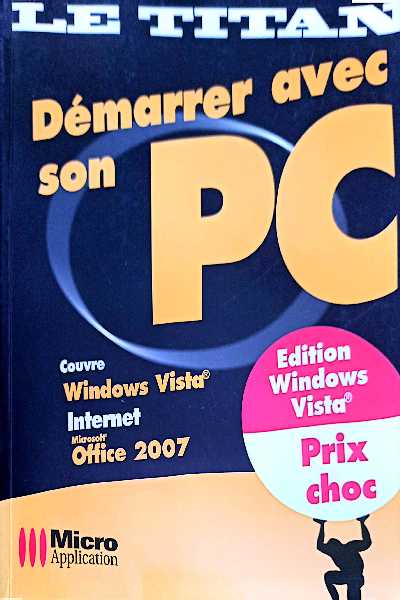 LE TITAN
Démarrer avec
son PC
Couvre
Windows Vista®
Internet
Microsoft®
Office 2007
Edition
Windows
Vista®
Prix
choc
Micro
Application